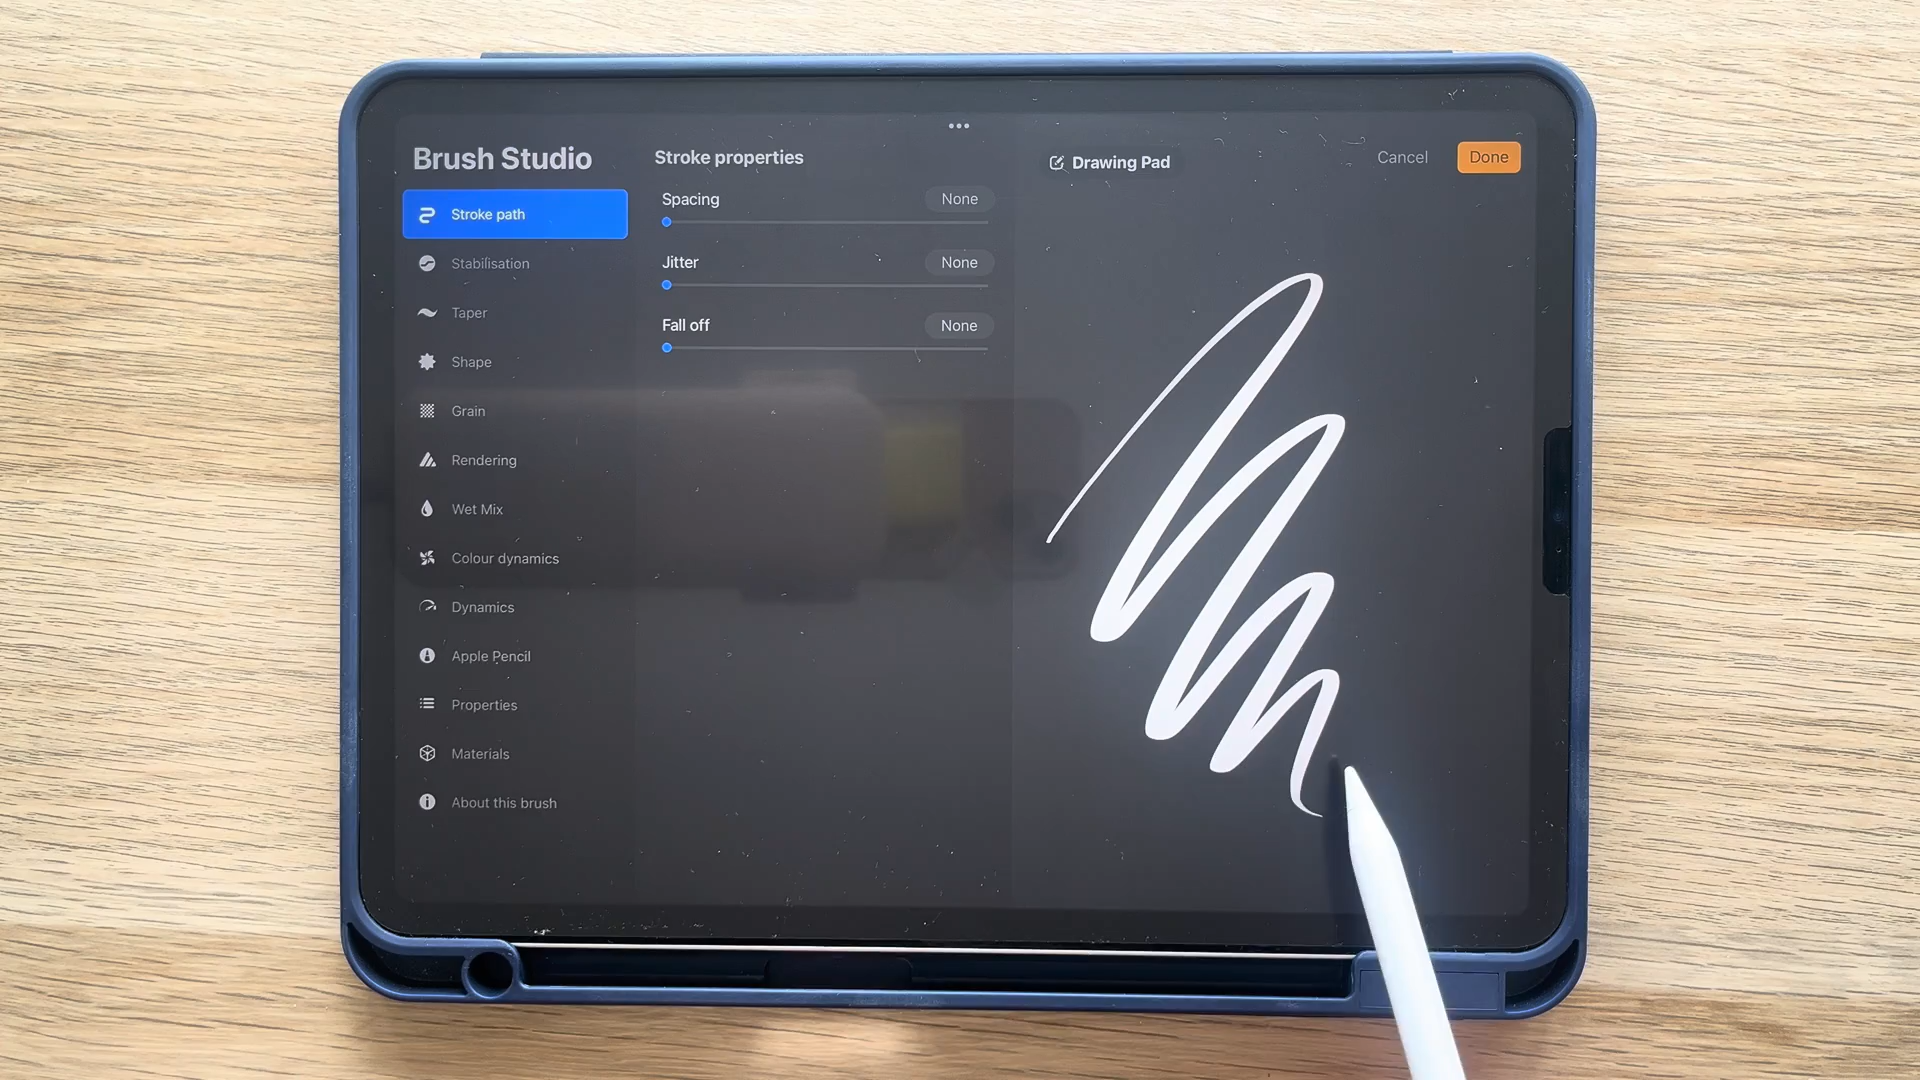 Brush Studio
Stroke path
Stabilisation
Taper
Shape
Grain
Rendering
Wet Mix
Colour dynamics
Dynamics
Apple Pencil
Properties
Materials
About this brush
Stroke properties
Spacing None
Jitter None
Fall off None
Drawing Pad
Cancel Done